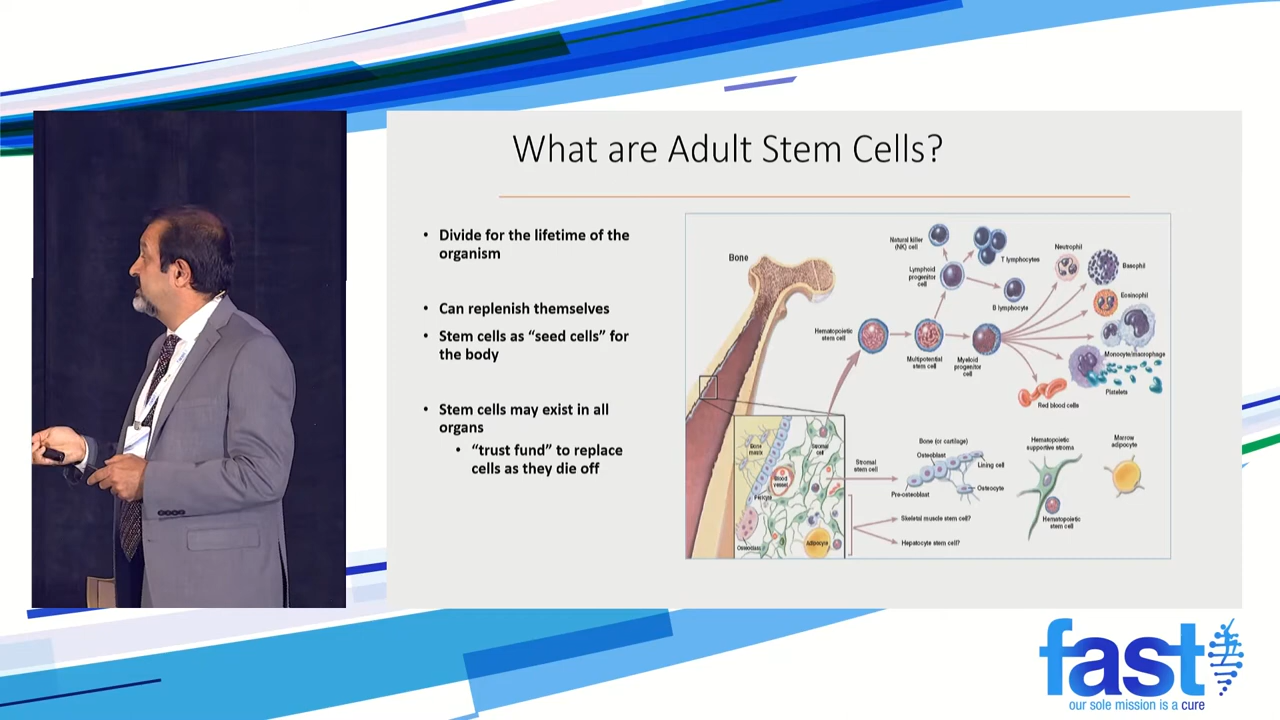 What are Adult Stem Cells?
• Divide for the lifetime of the
organism
• Can replenish themselves
• Stem cells as “seed cells” for
the body
• Stem cells may exist in all
organs
• “trust fund” to replace
cells as they die off
Bone
Natural killer
(NK) cell
T lymphocytes
Lymphoid
progenitor
cell
B lymphocyte
Neutrophil
Basophil
Eosinophil
Hematopoietic
stem cell
Multipotential
stem cell
Myeloid
progenitor
cell
Monocyte/macrophage
Platelets
Red blood cells
Bone
matrix
Stromal
cell
Blood
vessel
Pericyte
Osteoclast
Adipocyte
Stromal
stem cell
Bone (or cartilage)
Osteoblast
Lining cell
Pre-osteoblast
Osteocyte
Skeletal muscle stem cell?
Hepatocyte stem cell?
Hematopoietic
supportive stroma
Hematopoietic
stem cell
Marrow
adipocyte
fast
our sole mission is a cure